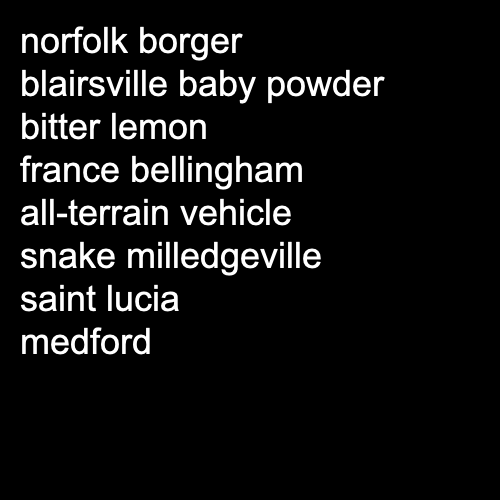 norfolk borger
blairsville baby powder
bitter lemon
france bellingham
all-terrain vehicle
snake milledgeville
saint lucia
medford